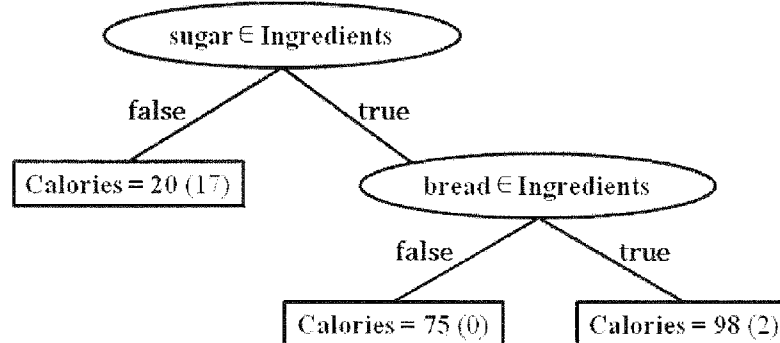 sugar ∈ Ingredients
false
true
Calories = 20 (17)
bread ∈ Ingredients
false
true
Calories = 75 (0)
Calories = 98 (2)